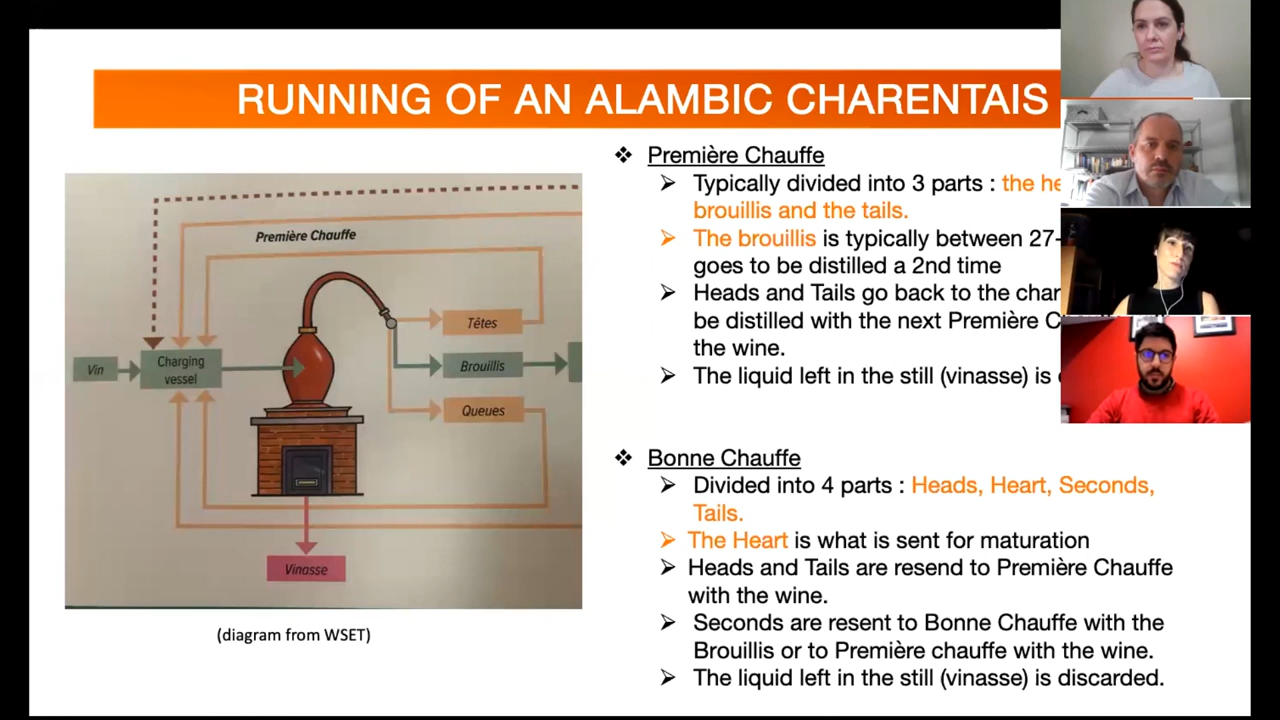 RUNNING OF AN ALAMBIC CHARENTAIS
Première Chauffe
Têtes
Vin
Charging
vessel
Brouillis
Queues
Vinasse
(diagram from WSET)
❖ Première Chauffe
➢ Typically divided into 3 parts : the
brouillis and the tails.
➢ The brouillis is typically between 27-
goes to be distilled a 2nd time
➢ Heads and Tails go back to the
be distilled with the next Première
the wine.
➢ The liquid left in the still (vinasse) is
❖ Bonne Chauffe
➢ Divided into 4 parts : Heads, Heart, Seconds,
Tails.
➢ The Heart is what is sent for maturation
➢ Heads and Tails are resend to Première Chauffe
with the wine.
➢ Seconds are resent to Bonne Chauffe with the
Brouillis or to Première chauffe with the wine.
➢ The liquid left in the still (vinasse) is discarded.